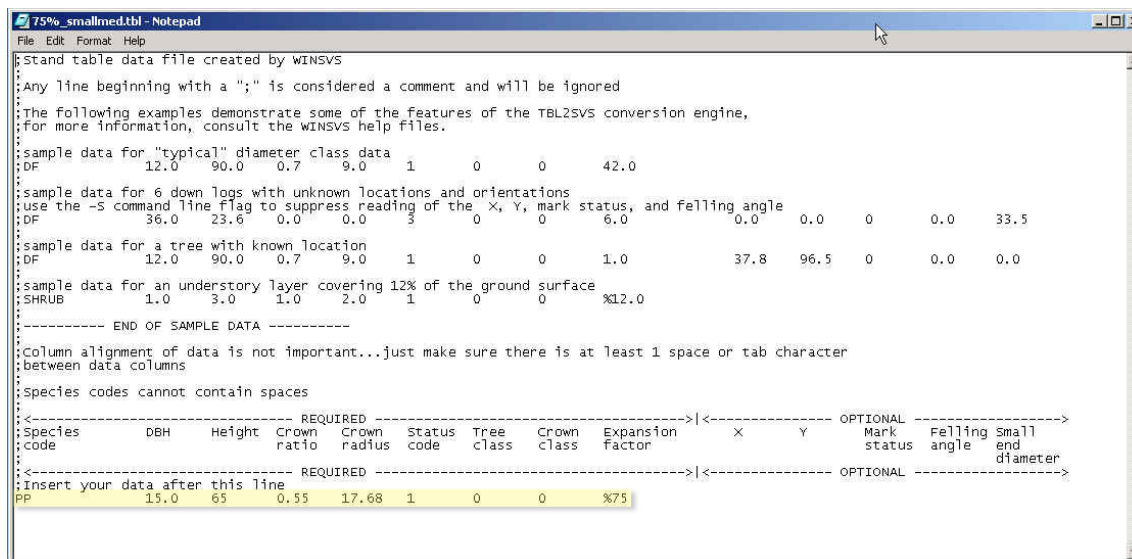 75%_smallmed.tbl - Notepad
File Edit Format Help
;Stand table data file created by WINSVS
;
;Any line beginning with a ";" is considered a comment and will be ignored
;
;The following examples demonstrate some of the features of the TBL2SVS conversion engine,
;for more information, consult the WINSVS help files.
;
;sample data for "typical" diameter class data
;DF 12.0 90.0 0.7 9.0 1 0 0 42.0
;
;sample data for 6 down logs with unknown locations and orientations
;use the -S command line flag to suppress reading of the X, Y, mark status, and felling angle
;DF 36.0 23.6 0.0 0.0 3 0 0 6.0 0.0 0.0 0 0.0 33.5
;
;sample data for a tree with known location
;DF 12.0 90.0 0.7 9.0 1 0 0 1.0 37.8 96.5 0 0.0 0.0
;
;sample data for an understory layer covering 12% of the ground surface
;SHRUB 1.0 3.0 1.0 2.0 1 0 0 %12.0
;
;---------- END OF SAMPLE DATA ----------
;
;Column alignment of data is not important...just make sure there is at least 1 space or tab character
;between data columns
;
;Species codes cannot contain spaces
;
;<-------------------------------- REQUIRED -------------------------------------->|<--------------- OPTIONAL ------------------>
;Species DBH Height Crown Crown Status Tree Crown Expansion X Y Mark Felling Small
;code ratio radius code class class factor status angle end
; diameter
;<-------------------------------- REQUIRED -------------------------------------->|<--------------- OPTIONAL ------------------>
;Insert your data after this line
PP 15.0 65 0.55 17.68 1 0 0 %75